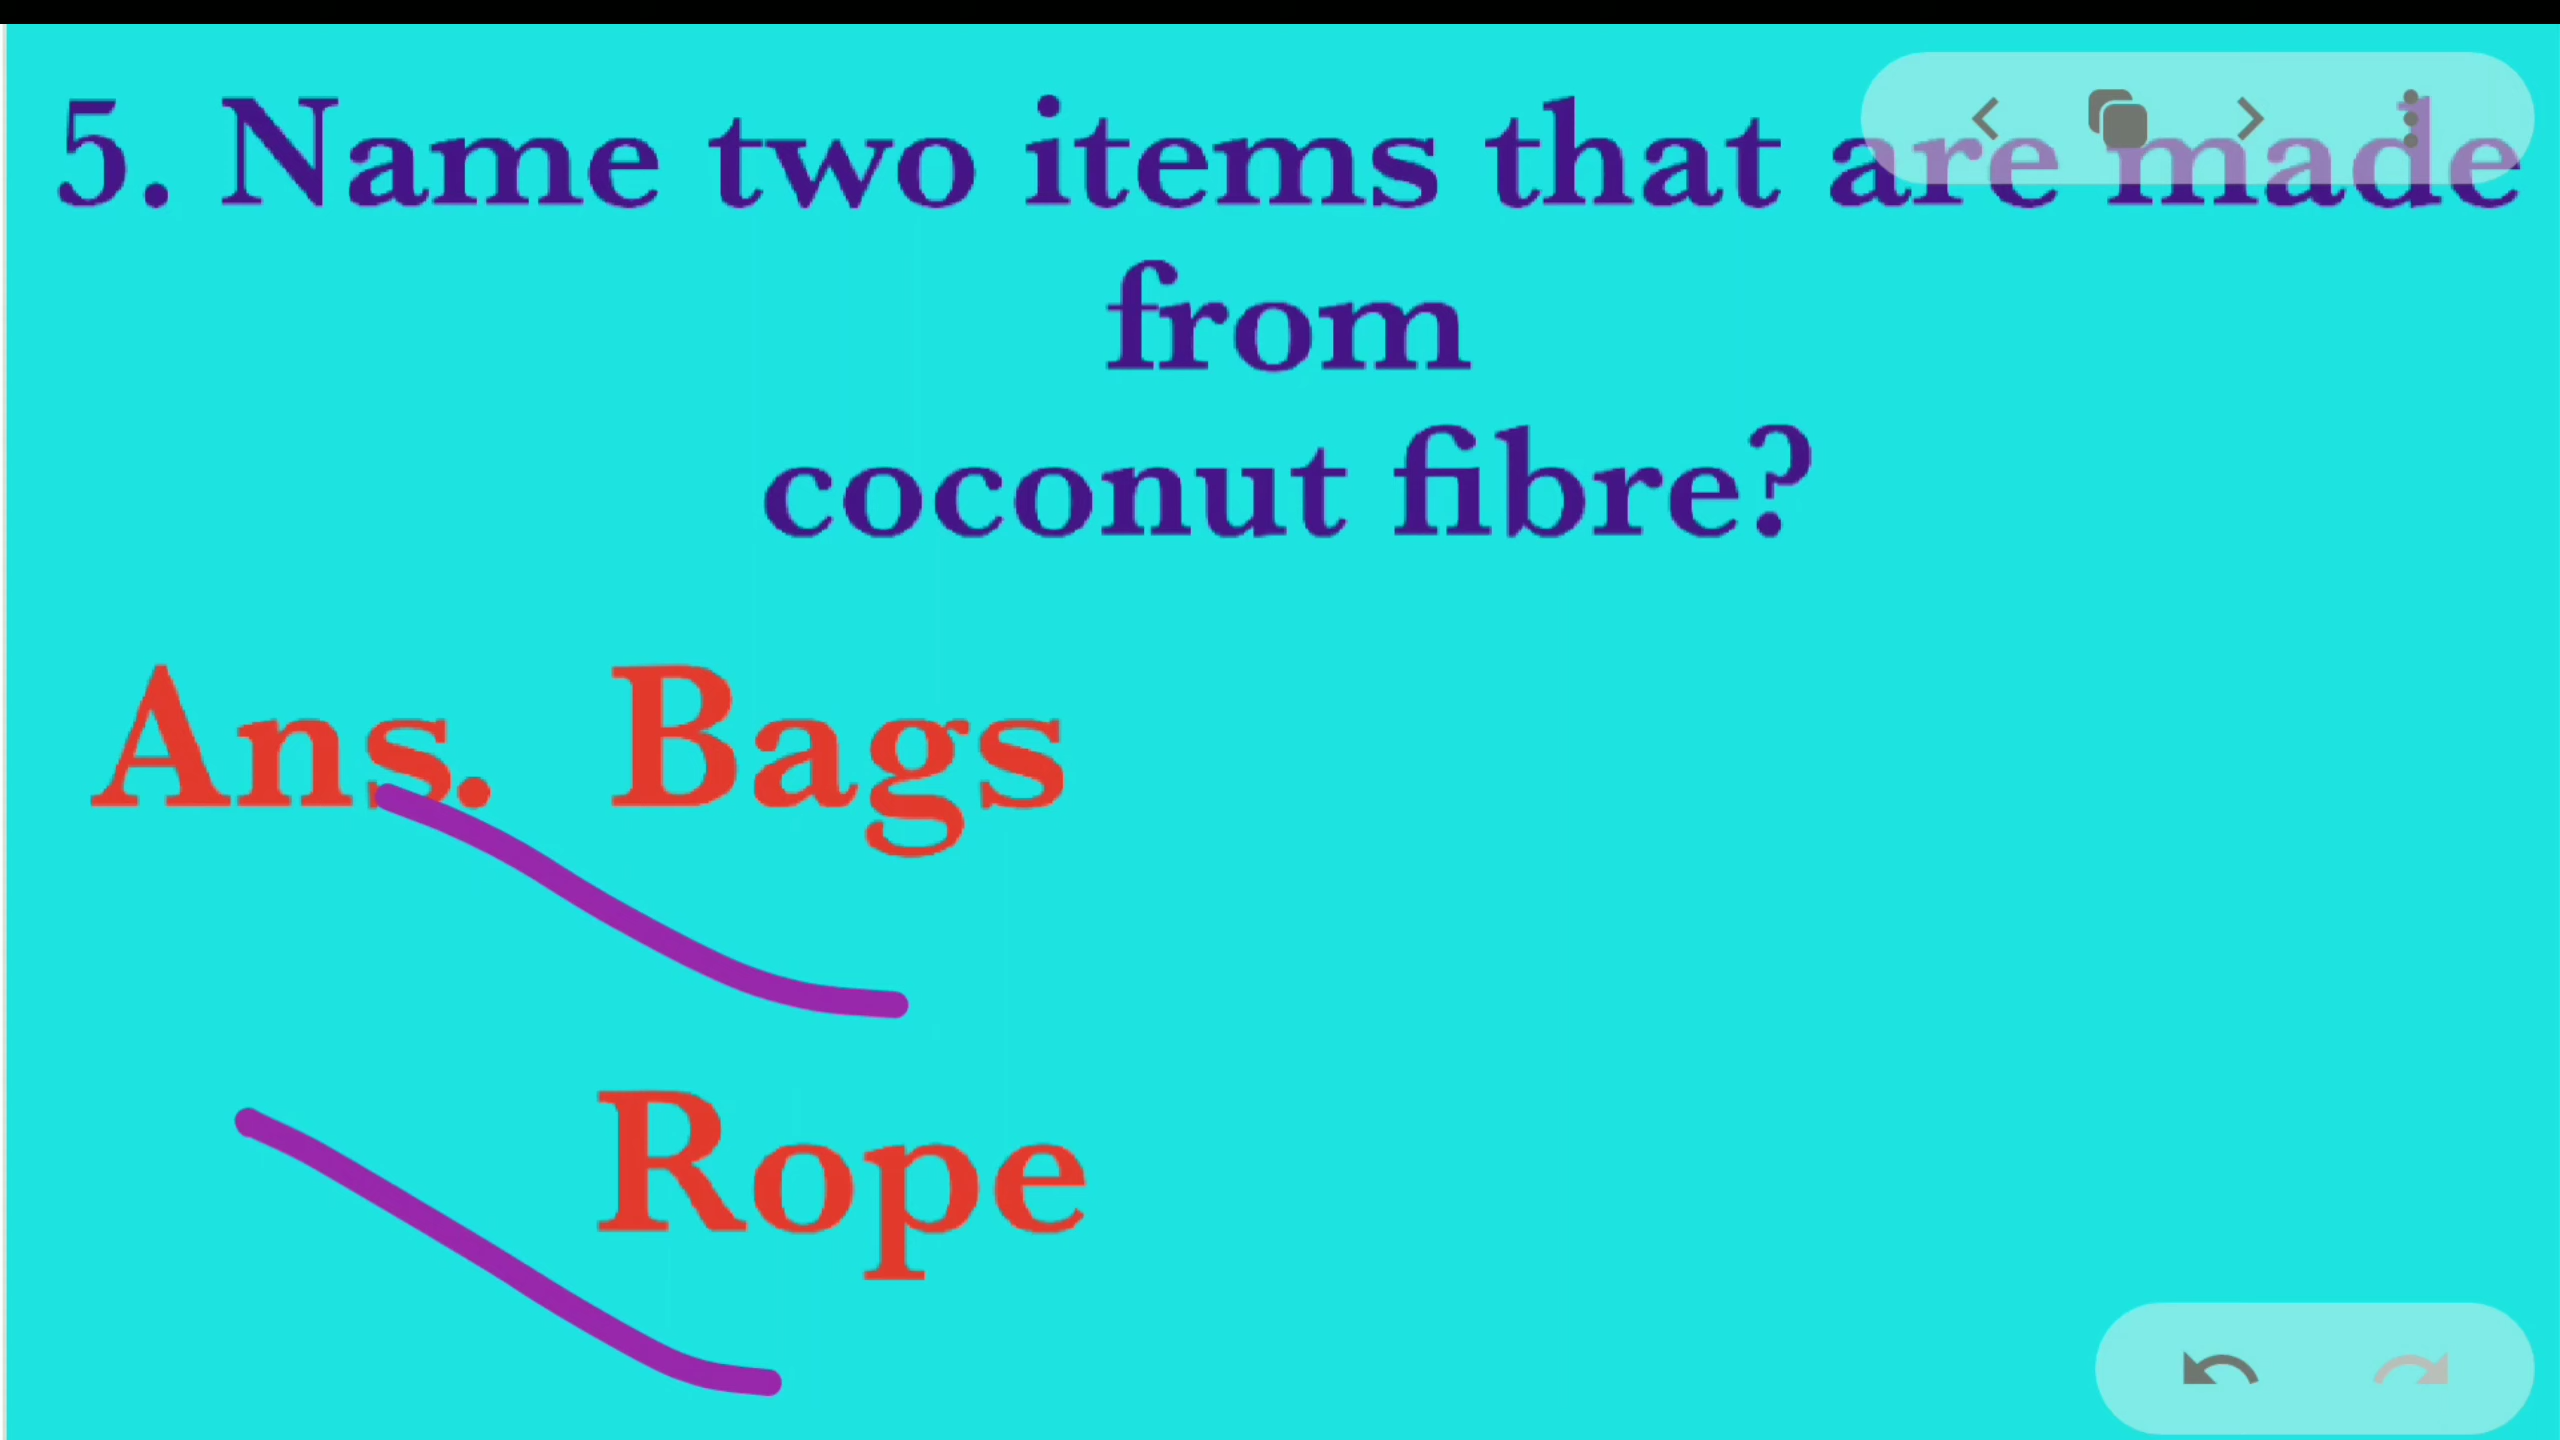 5. Name two items that are made
from
coconut fibre?
Ans. Bags
Rope